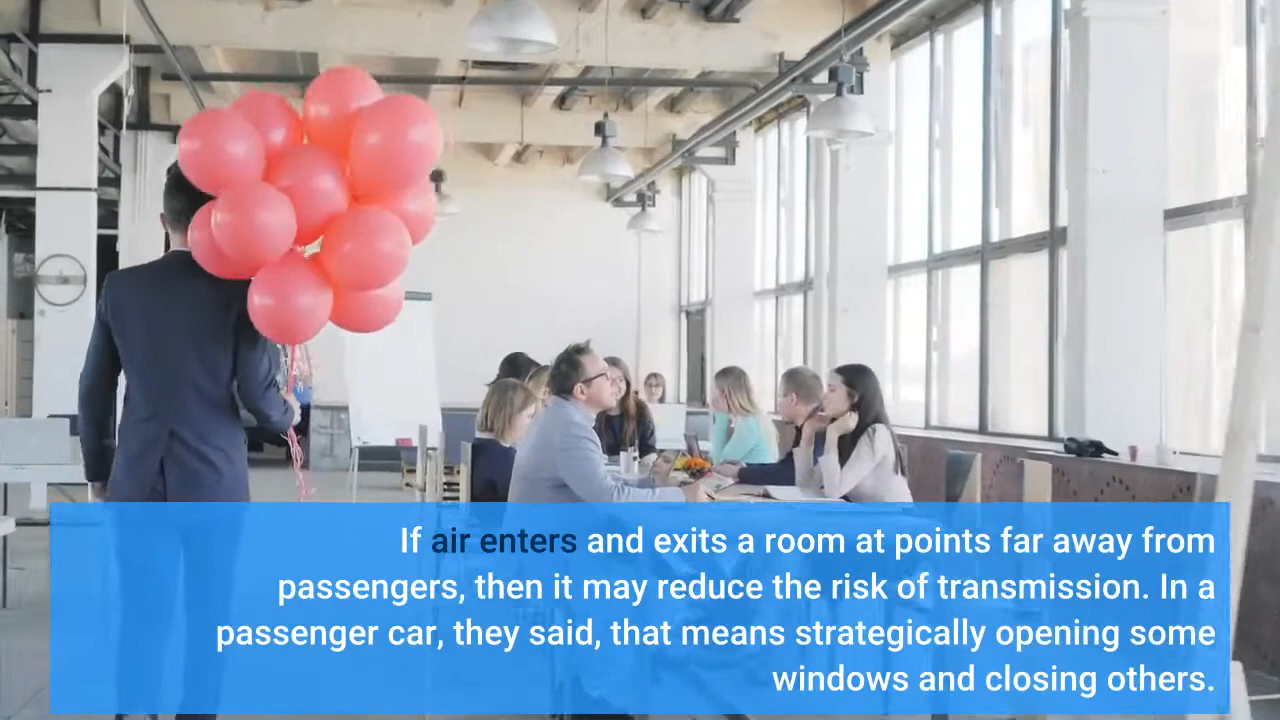 If air enters and exits a room at points far away from
passengers, then it may reduce the risk of transmission. In a
passenger car, they said, that means strategically opening some
windows and closing others.